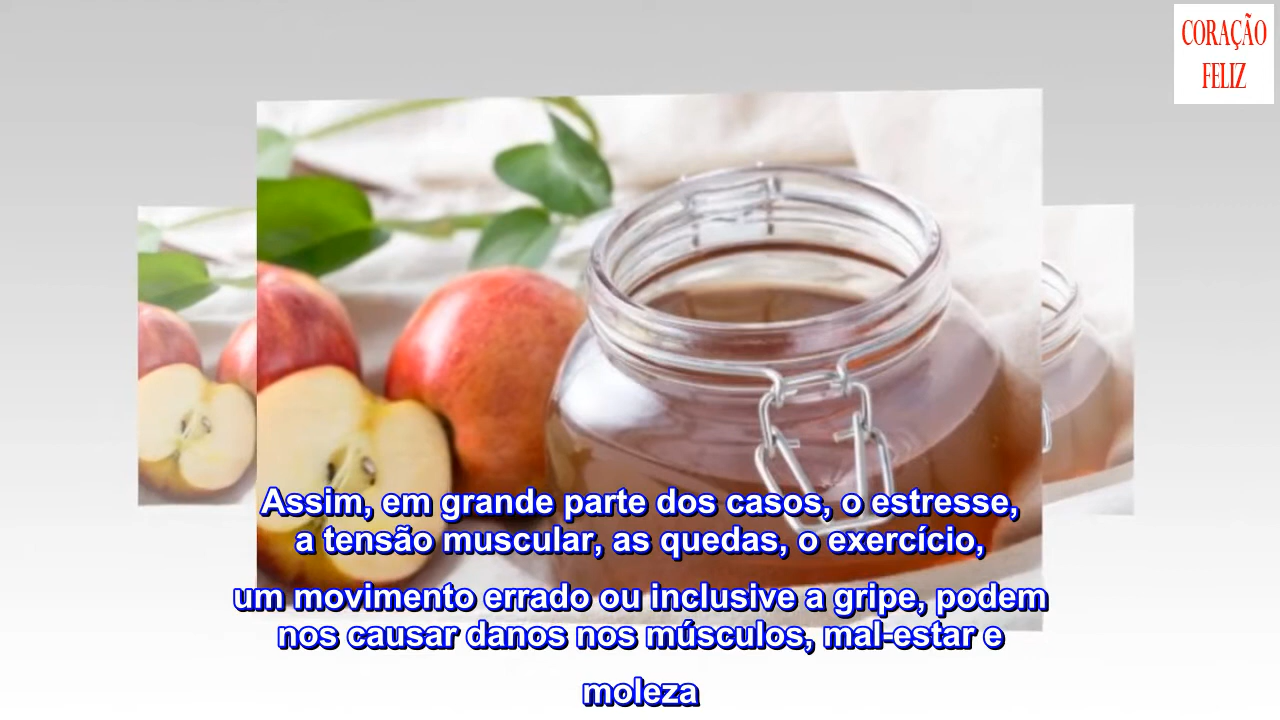 CORAÇÃO
FELIZ
Assim, em grande parte dos casos, o estresse,
a tensão muscular, as quedas, o exercício,
um movimento errado ou inclusive a gripe, podem
nos causar danos nos músculos, mal-estar e
moleza